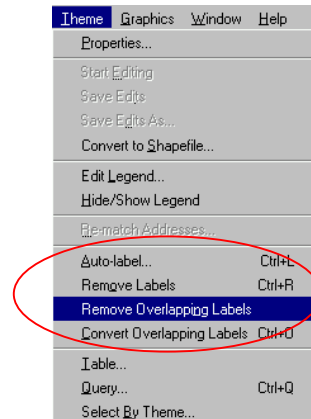 Theme Graphics Window Help
Properties...
Start Editing
Save Edits
Save Edits As...
Convert to Shapefile...
Edit Legend...
Hide/Show Legend
Re-match Addresses...
Auto-label... Ctrl+L
Remove Labels Ctrl+R
Remove Overlapping Labels
Convert Overlapping Labels Ctrl+O
Table...
Query... Ctrl+Q
Select By Theme...